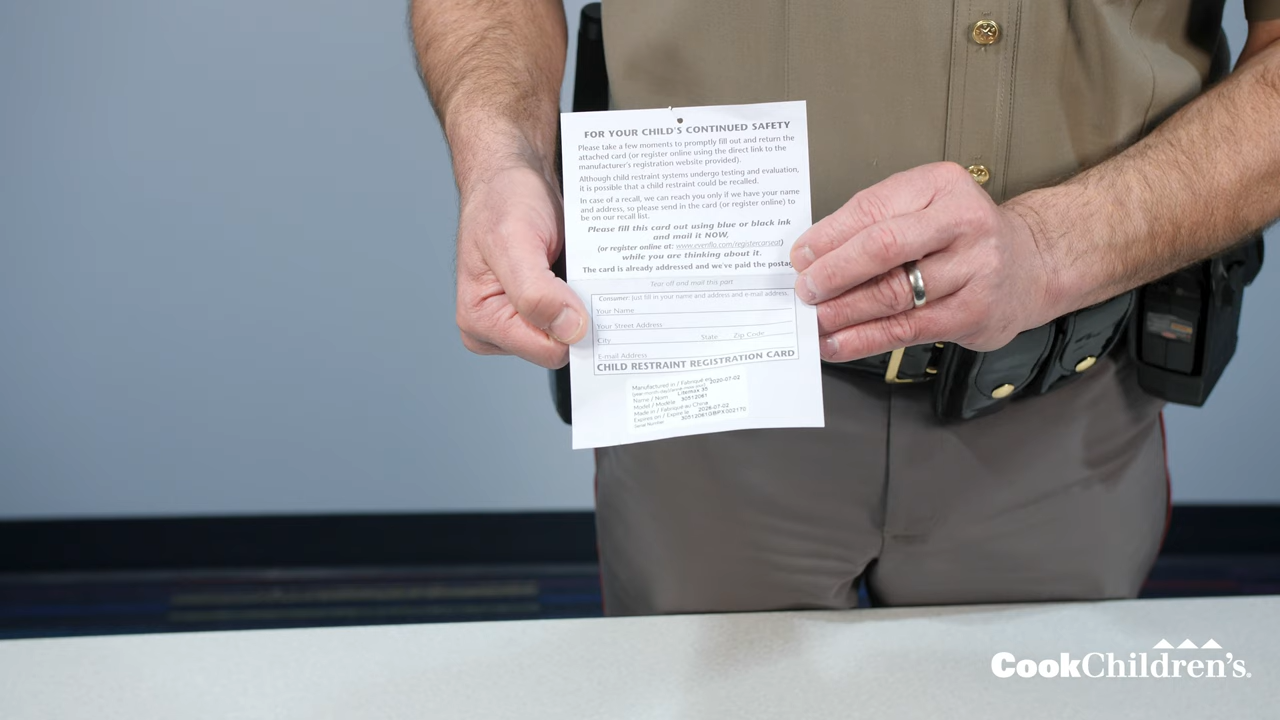 FOR YOUR CHILD'S CONTINUED SAFETY
Please take a few moments to promptly fill out and return the
attached card (or register online using the direct link to the
manufacturer's registration website provided).
Although child restraint systems undergo testing and evaluation,
it is possible that a child restraint could be recalled.
In case of a recall, we can reach you only if we have your name
and address, so please send in the card (or register online) to
be on our recall list.
Please fill this card out using blue or black ink
and mail it NOW,
(or register online at: www.evenflo.com/registercarseat)
while you are thinking about it.
The card is already addressed and we've paid the postag
Tear off and mail this part
Consumer: Just fill in your name and address and e-mail address.
Your Name
Your Street Address
City State Zip Code
E-mail Address
CHILD RESTRAINT REGISTRATION CARD
Manufactured in / Fabriqué en 2020-07-02
Name / Nom LiteMax 35
Model / Modèle 30512061
Made in / Fabriqué au China
Expires on / Expire le 2026-07-02
Serial Number
Cook Children's.